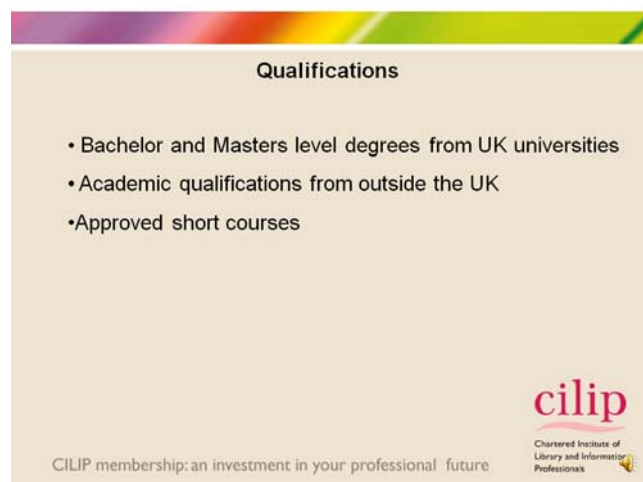 Qualifications
• Bachelor and Masters level degrees from UK universities
• Academic qualifications from outside the UK
•Approved short courses
cilip
Chartered Institute of
Library and Information
Professionals
CILIP membership: an investment in your professional future